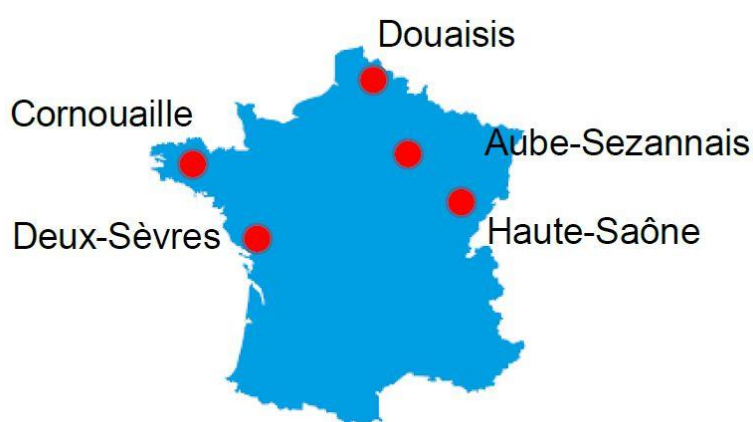 Douaisis
Cornouaille
Aube-Sezannais
Deux-Sèvres
Haute-Saône